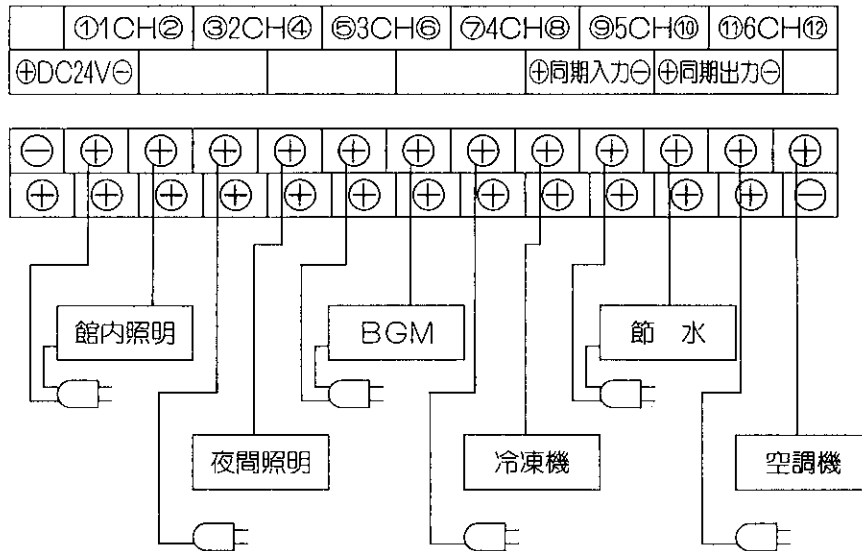 ①1CH② ③2CH④ ⑤3CH⑥ ⑦4CH⑧ ⑨5CH⑩ ⑪6CH⑫
⊕DC24V⊖ ⊕同期入力⊖ ⊕同期出力⊖
⊖ ⊕ ⊕ ⊕ ⊕ ⊕ ⊕ ⊕ ⊕ ⊕ ⊕ ⊕ ⊕
⊕ ⊕ ⊕ ⊕ ⊕ ⊕ ⊕ ⊕ ⊕ ⊕ ⊕ ⊕ ⊖
館内照明 BGM 節 水
夜間照明 冷凍機 空調機